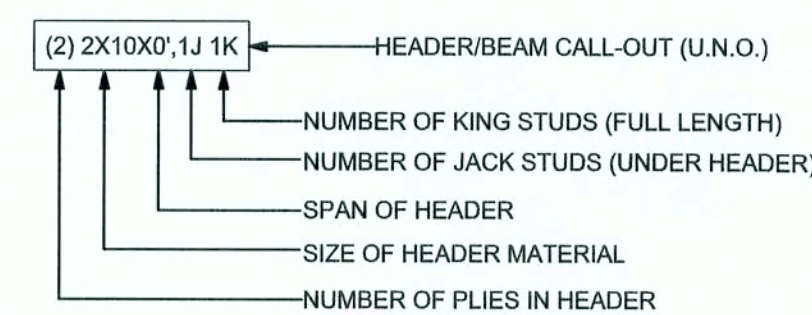 (2) 2X10X0',1J 1K
HEADER/BEAM CALL-OUT (U.N.O.)
NUMBER OF KING STUDS (FULL LENGTH)
NUMBER OF JACK STUDS (UNDER HEADER)
SPAN OF HEADER
SIZE OF HEADER MATERIAL
NUMBER OF PLIES IN HEADER